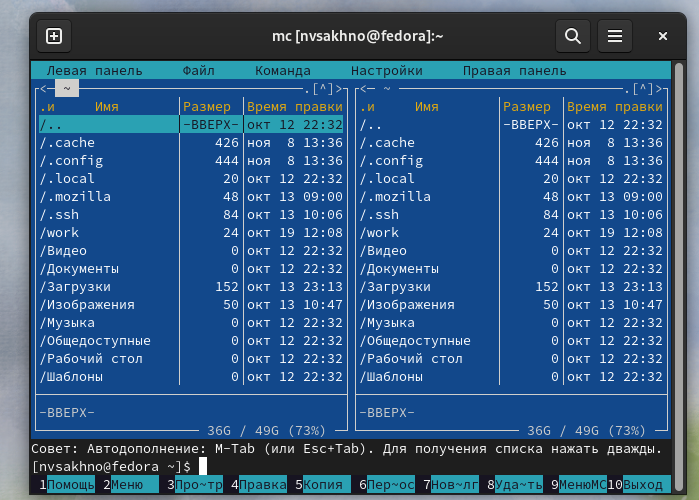 mc [nvsakhno@fedora]:~
Левая панель Файл Команда Настройки Правая панель
<- ~ .[^]> <- ~ .[^]>
.и Имя Размер Время правки .и Имя Размер Время правки
/.. -ВВЕРХ- окт 12 22:32 /.. -ВВЕРХ- окт 12 22:32
/.cache 426 ноя 8 13:36 /.cache 426 ноя 8 13:36
/.config 444 ноя 8 13:36 /.config 444 ноя 8 13:36
/.local 20 окт 12 22:32 /.local 20 окт 12 22:32
/.mozilla 48 окт 13 09:00 /.mozilla 48 окт 13 09:00
/.ssh 84 окт 13 10:06 /.ssh 84 окт 13 10:06
/work 24 окт 19 12:08 /work 24 окт 19 12:08
/Видео 0 окт 12 22:32 /Видео 0 окт 12 22:32
/Документы 0 окт 12 22:32 /Документы 0 окт 12 22:32
/Загрузки 152 окт 13 23:13 /Загрузки 152 окт 13 23:13
/Изображения 50 окт 13 10:47 /Изображения 50 окт 13 10:47
/Музыка 0 окт 12 22:32 /Музыка 0 окт 12 22:32
/Общедоступные 0 окт 12 22:32 /Общедоступные 0 окт 12 22:32
/Рабочий стол 0 окт 12 22:32 /Рабочий стол 0 окт 12 22:32
/Шаблоны 0 окт 12 22:32 /Шаблоны 0 окт 12 22:32
-ВВЕРХ- -ВВЕРХ-
36G / 49G (73%) 36G / 49G (73%)
Совет: Автодополнение: M-Tab (или Esc+Tab). Для получения списка нажать дважды.
[nvsakhno@fedora ~]$
1Помощь 2Меню 3Про~тр 4Правка 5Копия 6Пер~ос 7Нов~лг 8Уда~ть 9МенюMC 10Выход